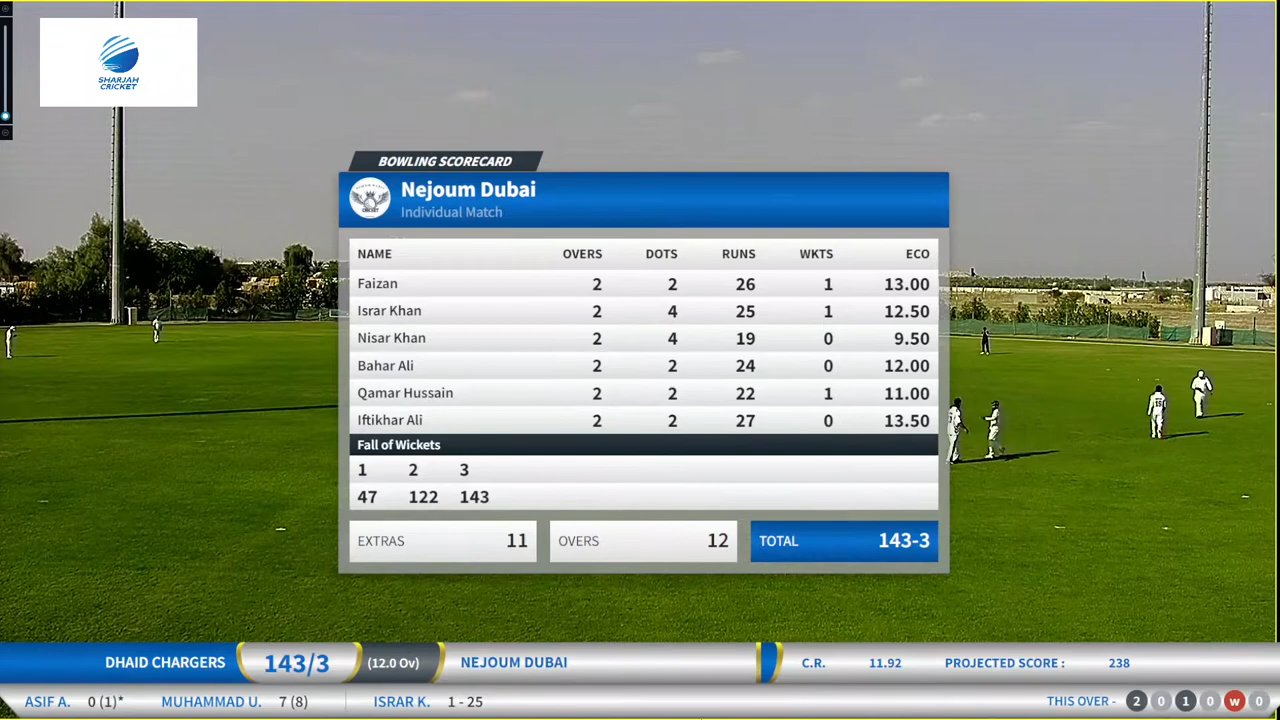 SHARJAH
CRICKET
BOWLING SCORECARD
Nejoum Dubai
Individual Match
NAME OVERS DOTS RUNS WKTS ECO
Faizan 2 2 26 1 13.00
Israr Khan 2 4 25 1 12.50
Nisar Khan 2 4 19 0 9.50
Bahar Ali 2 2 24 0 12.00
Qamar Hussain 2 2 22 1 11.00
Iftikhar Ali 2 2 27 0 13.50
Fall of Wickets
1 2 3
47 122 143
EXTRAS 11 OVERS 12 TOTAL 143-3
DHAID CHARGERS 143/3 (12.0 Ov) NEJOUM DUBAI C.R. 11.92 PROJECTED SCORE : 238
ASIF A. 0 (1)* MUHAMMAD U. 7 (8) ISRAR K. 1 - 25 THIS OVER - 2 0 1 0 W 0